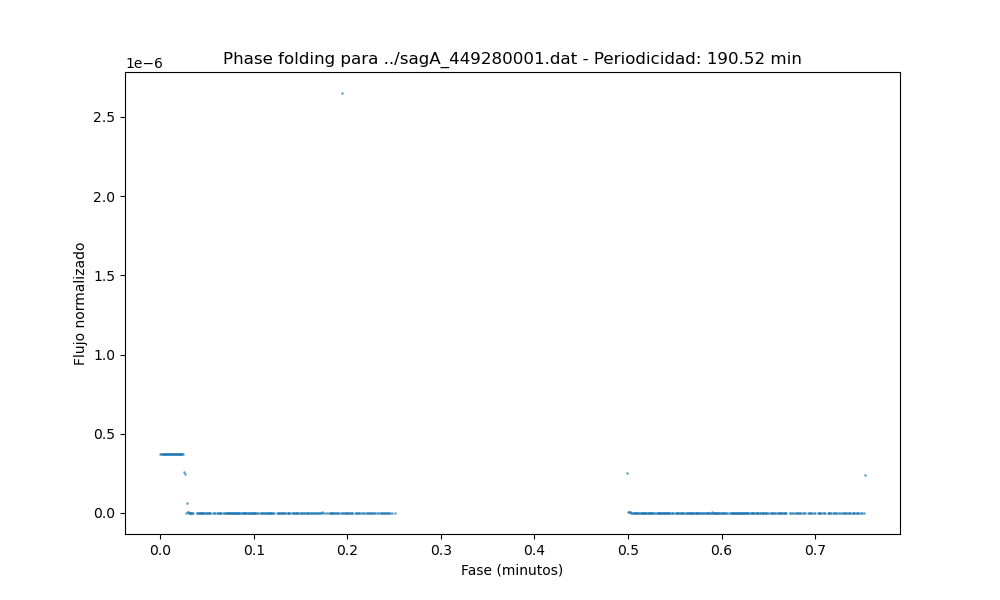 Phase folding para ../sagA_449280001.dat - Periodicidad: 190.52 min
1e−6
2.5
2.0
1.5
1.0
0.5
0.0
Flujo normalizado
0.0 0.1 0.2 0.3 0.4 0.5 0.6 0.7
Fase (minutos)